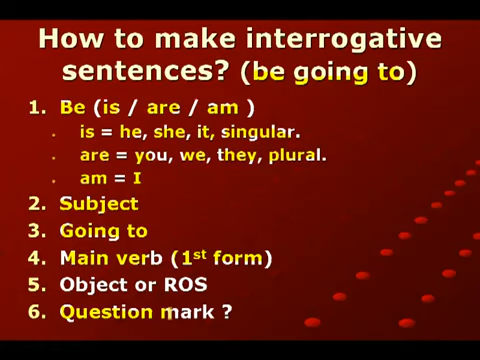 How to make interrogative
sentences? (be going to)
1. Be (is / are / am )
is = he, she, it, singular.
are = you, we, they, plural.
am = I
2. Subject
3. Going to
4. Main verb (1st form)
5. Object or ROS
6. Question mark ?